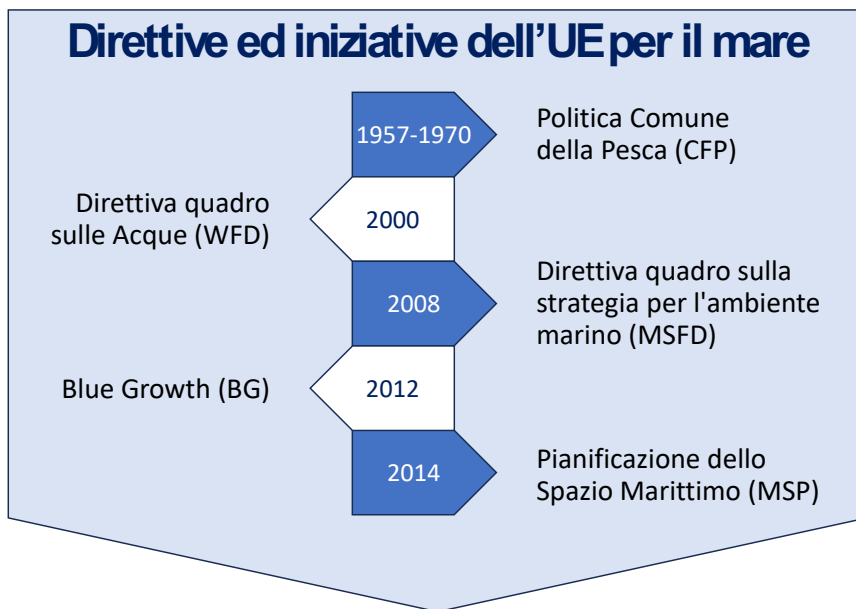 Direttive ed iniziative dell'UE per il mare
1957-1970
Politica Comune
della Pesca (CFP)
Direttiva quadro
sulle Acque (WFD)
2000
2008
Direttiva quadro sulla
strategia per l'ambiente
marino (MSFD)
Blue Growth (BG)
2012
2014
Pianificazione dello
Spazio Marittimo (MSP)